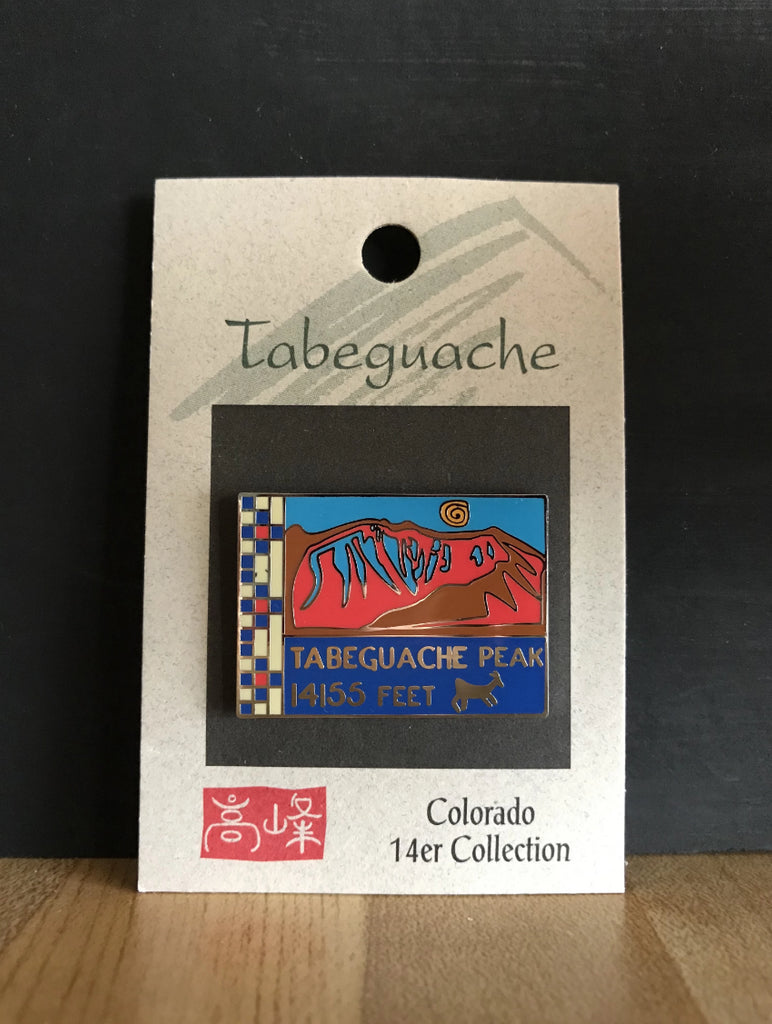 Tabeguache
TABEGUACHE PEAK
14155 FEET
高峰
Colorado
14er Collection